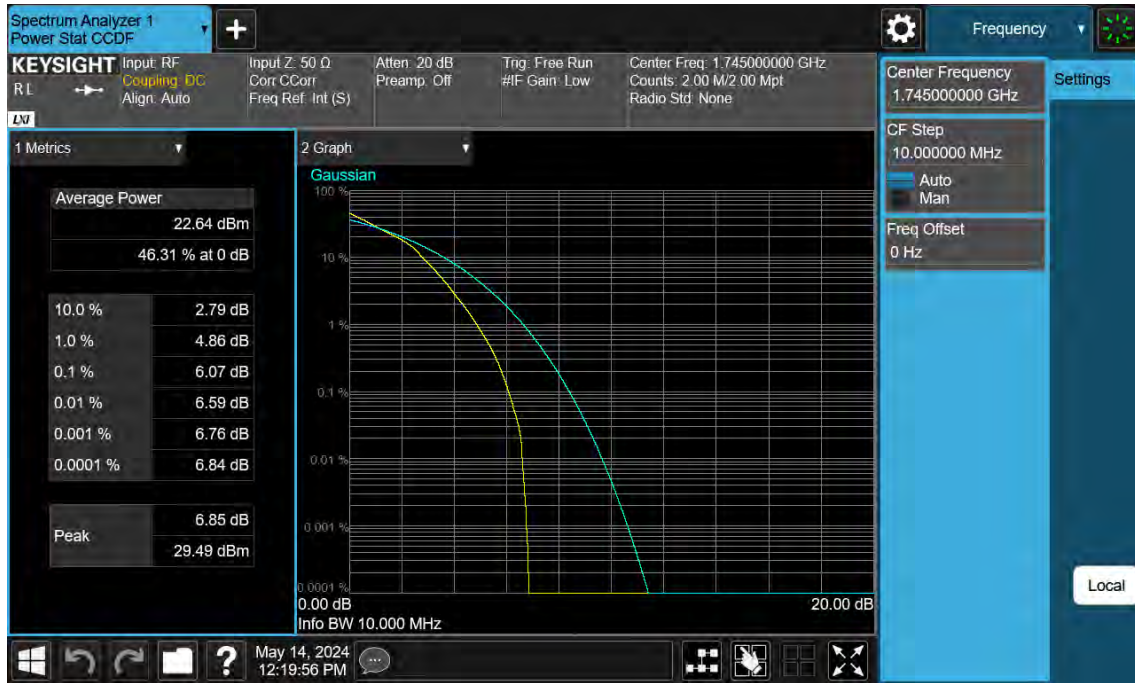 Spectrum Analyzer 1
Power Stat CCDF
Frequency
KEYSIGHT
RL
LXI
Input: RF
Coupling: DC
Align: Auto
Input Z: 50 Ω
Corr CCorr
Freq Ref: Int (S)
Atten: 20 dB
Preamp: Off
Trig: Free Run
#IF Gain: Low
Center Freq: 1.745000000 GHz
Counts: 2.00 M/2.00 Mpt
Radio Std: None
1 Metrics
Average Power
22.64 dBm
46.31 % at 0 dB
10.0 % 2.79 dB
1.0 % 4.86 dB
0.1 % 6.07 dB
0.01 % 6.59 dB
0.001 % 6.76 dB
0.0001 % 6.84 dB
Peak
6.85 dB
29.49 dBm
2 Graph
Gaussian
100 %
10 %
1 %
0.1 %
0.01 %
0.001 %
0.0001 %
0.00 dB 20.00 dB
Info BW 10.000 MHz
Center Frequency
1.745000000 GHz
CF Step
10.000000 MHz
Auto
Man
Freq Offset
0 Hz
Settings
Local
?
May 14, 2024
12:19:56 PM